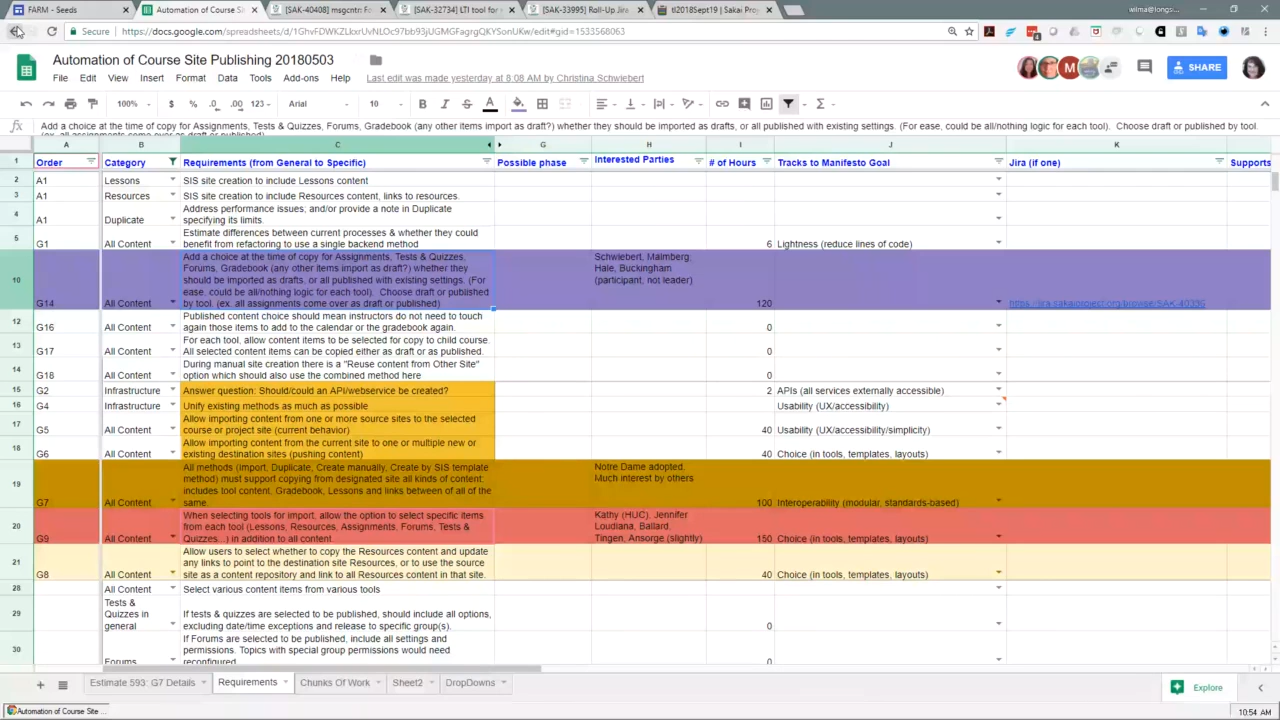 FARM - Seeds
Automation of Course Site
[SAK-40408] msgcntr:
[SAK-32734] LTI tool for
[SAK-33995] Roll-Up Jire
tl2018Sept19 | Sakai Pro
Secure
https://docs.google.com/spreadsheets/d/1GhvFDWKZLlxxrUvNLOc97bb93jUGMGFagrgQKYSonUKw/edit#gid=1533568063
Automation of Course Site Publishing 20180503
File Edit View Insert Format Data Tools Add-ons Help Last edit was made yesterday at 8:08 AM by Christina Schwiebert
SHARE
100% $ % .0 .00 123 Arial 10 B I S A
fx Add a choice at the time of copy for Assignments, Tests & Quizzes, Forums, Gradebook (any other items import as draft?) whether they should be imported as drafts, or all published with existing settings. (For ease, could be all/nothing logic for each tool). Choose draft or published by tool.
(ex. all assignments come over as draft or published)
A B C G H I J K
1 Order Category Requirements (from General to Specific) Possible phase Interested Parties # of Hours Tracks to Manifesto Goal Jira (if one) Supports
2 A1 Lessons SIS site creation to include Lessons content
3 A1 Resources SIS site creation to include Resources content, links to resources.
4 A1 Duplicate Address performance issues; and/or provide a note in Duplicate
specifying its limits.
5 G1 All Content Estimate differences between current processes & whether they could
benefit from refactoring to use a single backend method 6 Lightness (reduce lines of code)
10 G14 All Content Add a choice at the time of copy for Assignments, Tests & Quizzes,
Forums, Gradebook (any other items import as draft?) whether they
should be imported as drafts, or all published with existing settings. (For
ease, could be all/nothing logic for each tool). Choose draft or published
by tool. (ex. all assignments come over as draft or published)
Schwiebert, Malmberg,
Hale, Buckingham
(participant, not leader)
120 https://jira.sakaiproject.org/browse/SAK-40396
12 G16 All Content Published content choice should mean instructors do not need to touch
again those items to add to the calendar or the gradebook again. 0
13 G17 All Content For each tool, allow content items to be selected for copy to child course.
All selected content items can be copied either as draft or as published. 0
14 G18 All Content During manual site creation there is a "Reuse content from Other Site"
option which should also use the combined method here 0
15 G2 Infrastructure Answer question: Should/could an API/webservice be created? 2 APIs (all services externally accessible)
16 G4 Infrastructure Unify existing methods as much as possible Usability (UX/accessibility)
17 G5 All Content Allow importing content from one or more source sites to the selected
course or project site (current behavior) 40 Usability (UX/accessibility/simplicity)
18 G6 All Content Allow importing content from the current site to one or multiple new or
existing destination sites (pushing content) 40 Choice (in tools, templates, layouts)
19 G7 All Content All methods (Import, Duplicate, Create manually, Create by SIS template
method) must support copying from designated site all kinds of content:
includes tool content, Gradebook, Lessons and links between of all of the
same.
Notre Dame adopted.
Much interest by others
100 Interoperability (modular, standards-based)
20 G9 All Content When selecting tools for import, allow the option to select specific items
from each tool (Lessons, Resources, Assignments, Forums, Tests &
Quizzes...) in addition to all content.
Kathy (HUC), Jennifer
Loudiana, Ballard,
Tingen, Ansorge (slightly)
150 Choice (in tools, templates, layouts)
21 G8 All Content Allow users to select whether to copy the Resources content and update
any links to point to the destination site Resources, or to use the source
site as a content repository and link to all Resources content in that site. 40 Choice (in tools, templates, layouts)
28 All Content Select various content items from various tools
29 Tests &
Quizzes in
general
If tests & quizzes are selected to be published, should include all options,
excluding date/time exceptions and release to specific group(s). 0
30 Forums If Forums are selected to be published, include all settings and
permissions. Topics with special group permissions would need
reconfigured. 0
Estimate 593: G7 Details Requirements Chunks Of Work Sheet2 DropDowns Explore
Automation of Course Site ... 10:54 AM